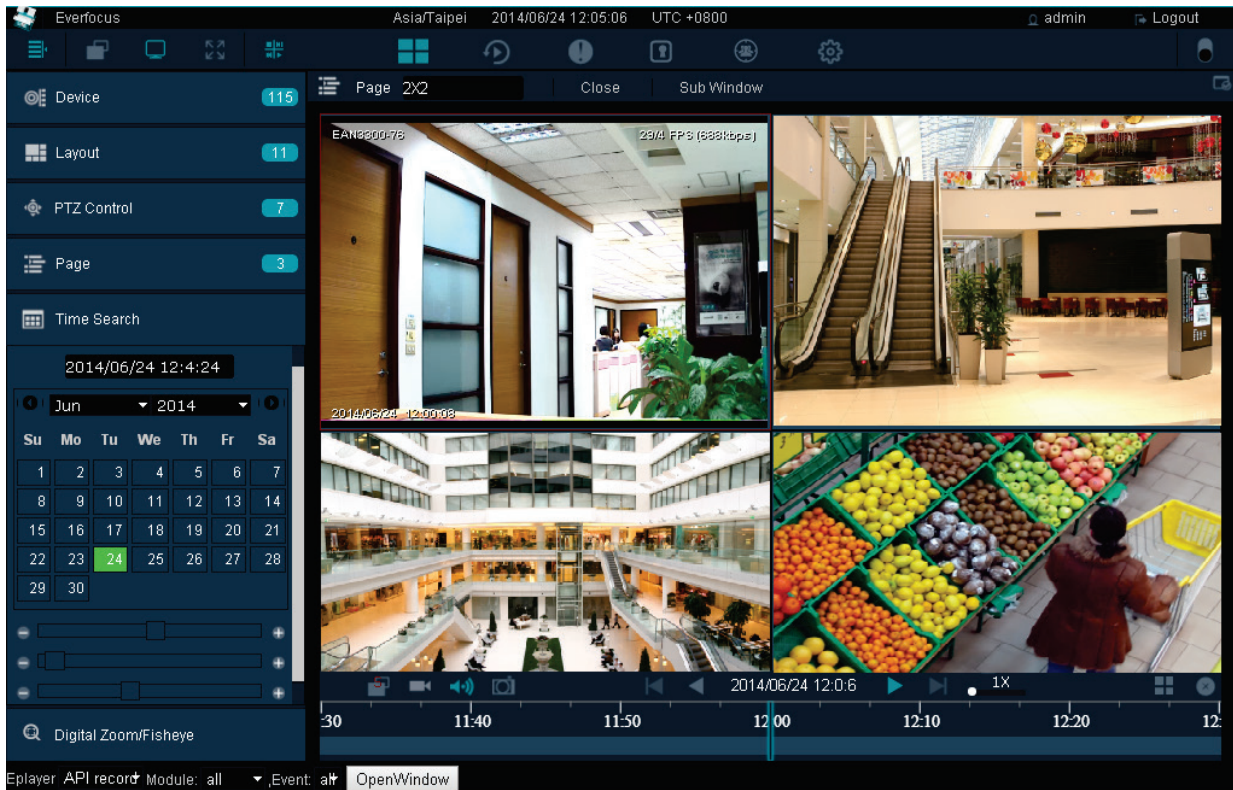 Everfocus Asia/Taipei 2014/06/24 12:05:06 UTC +0800 admin Logout
Page 2X2 Close Sub Window
Device 115
Layout 11
PTZ Control 7
Page 3
Time Search
2014/06/24 12:4:24
Jun 2014
Su Mo Tu We Th Fr Sa
1 2 3 4 5 6 7
8 9 10 11 12 13 14
15 16 17 18 19 20 21
22 23 24 25 26 27 28
29 30
Digital Zoom/Fisheye
EAN3300-76 29/4 FPS (633kbps)
2014/06/24 12:00:08
2014/06/24 12:0:6 1X
:30 11:40 11:50 12:00 12:10 12:20 12:
Eplayer API record Module: all ,Event: all OpenWindow